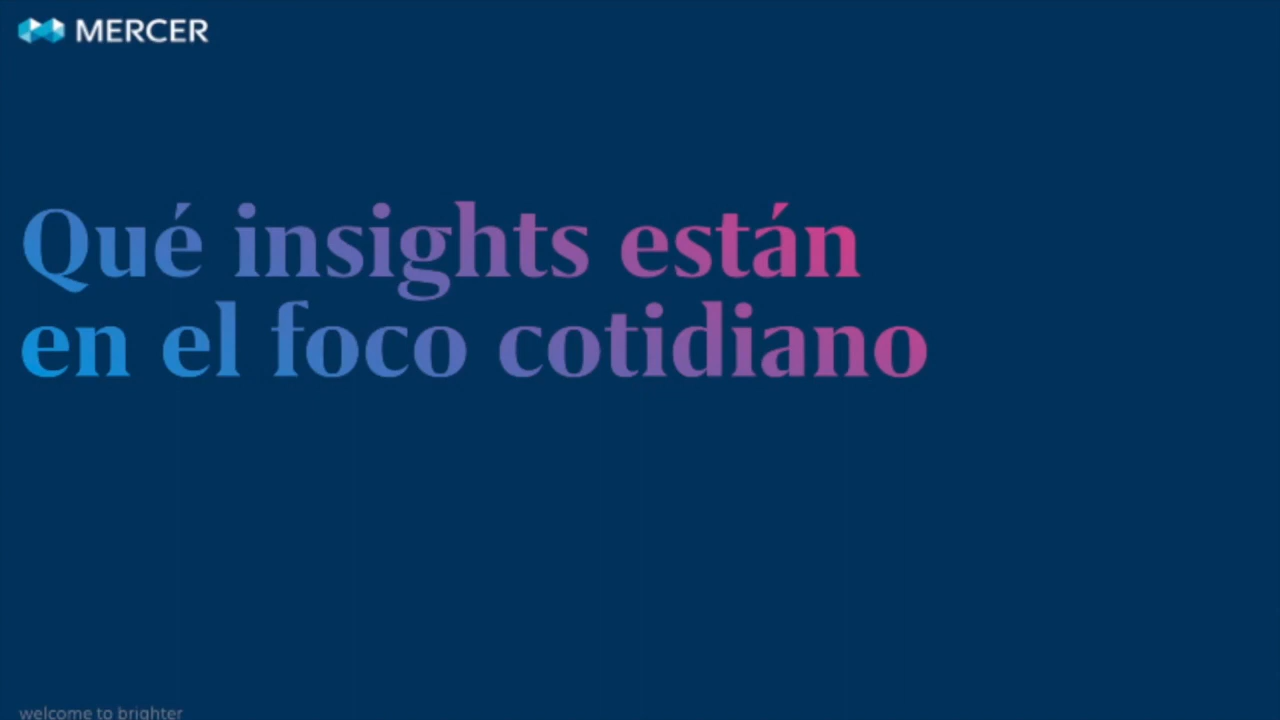 MERCER
Qué insights están
en el foco cotidiano
welcome to brighter